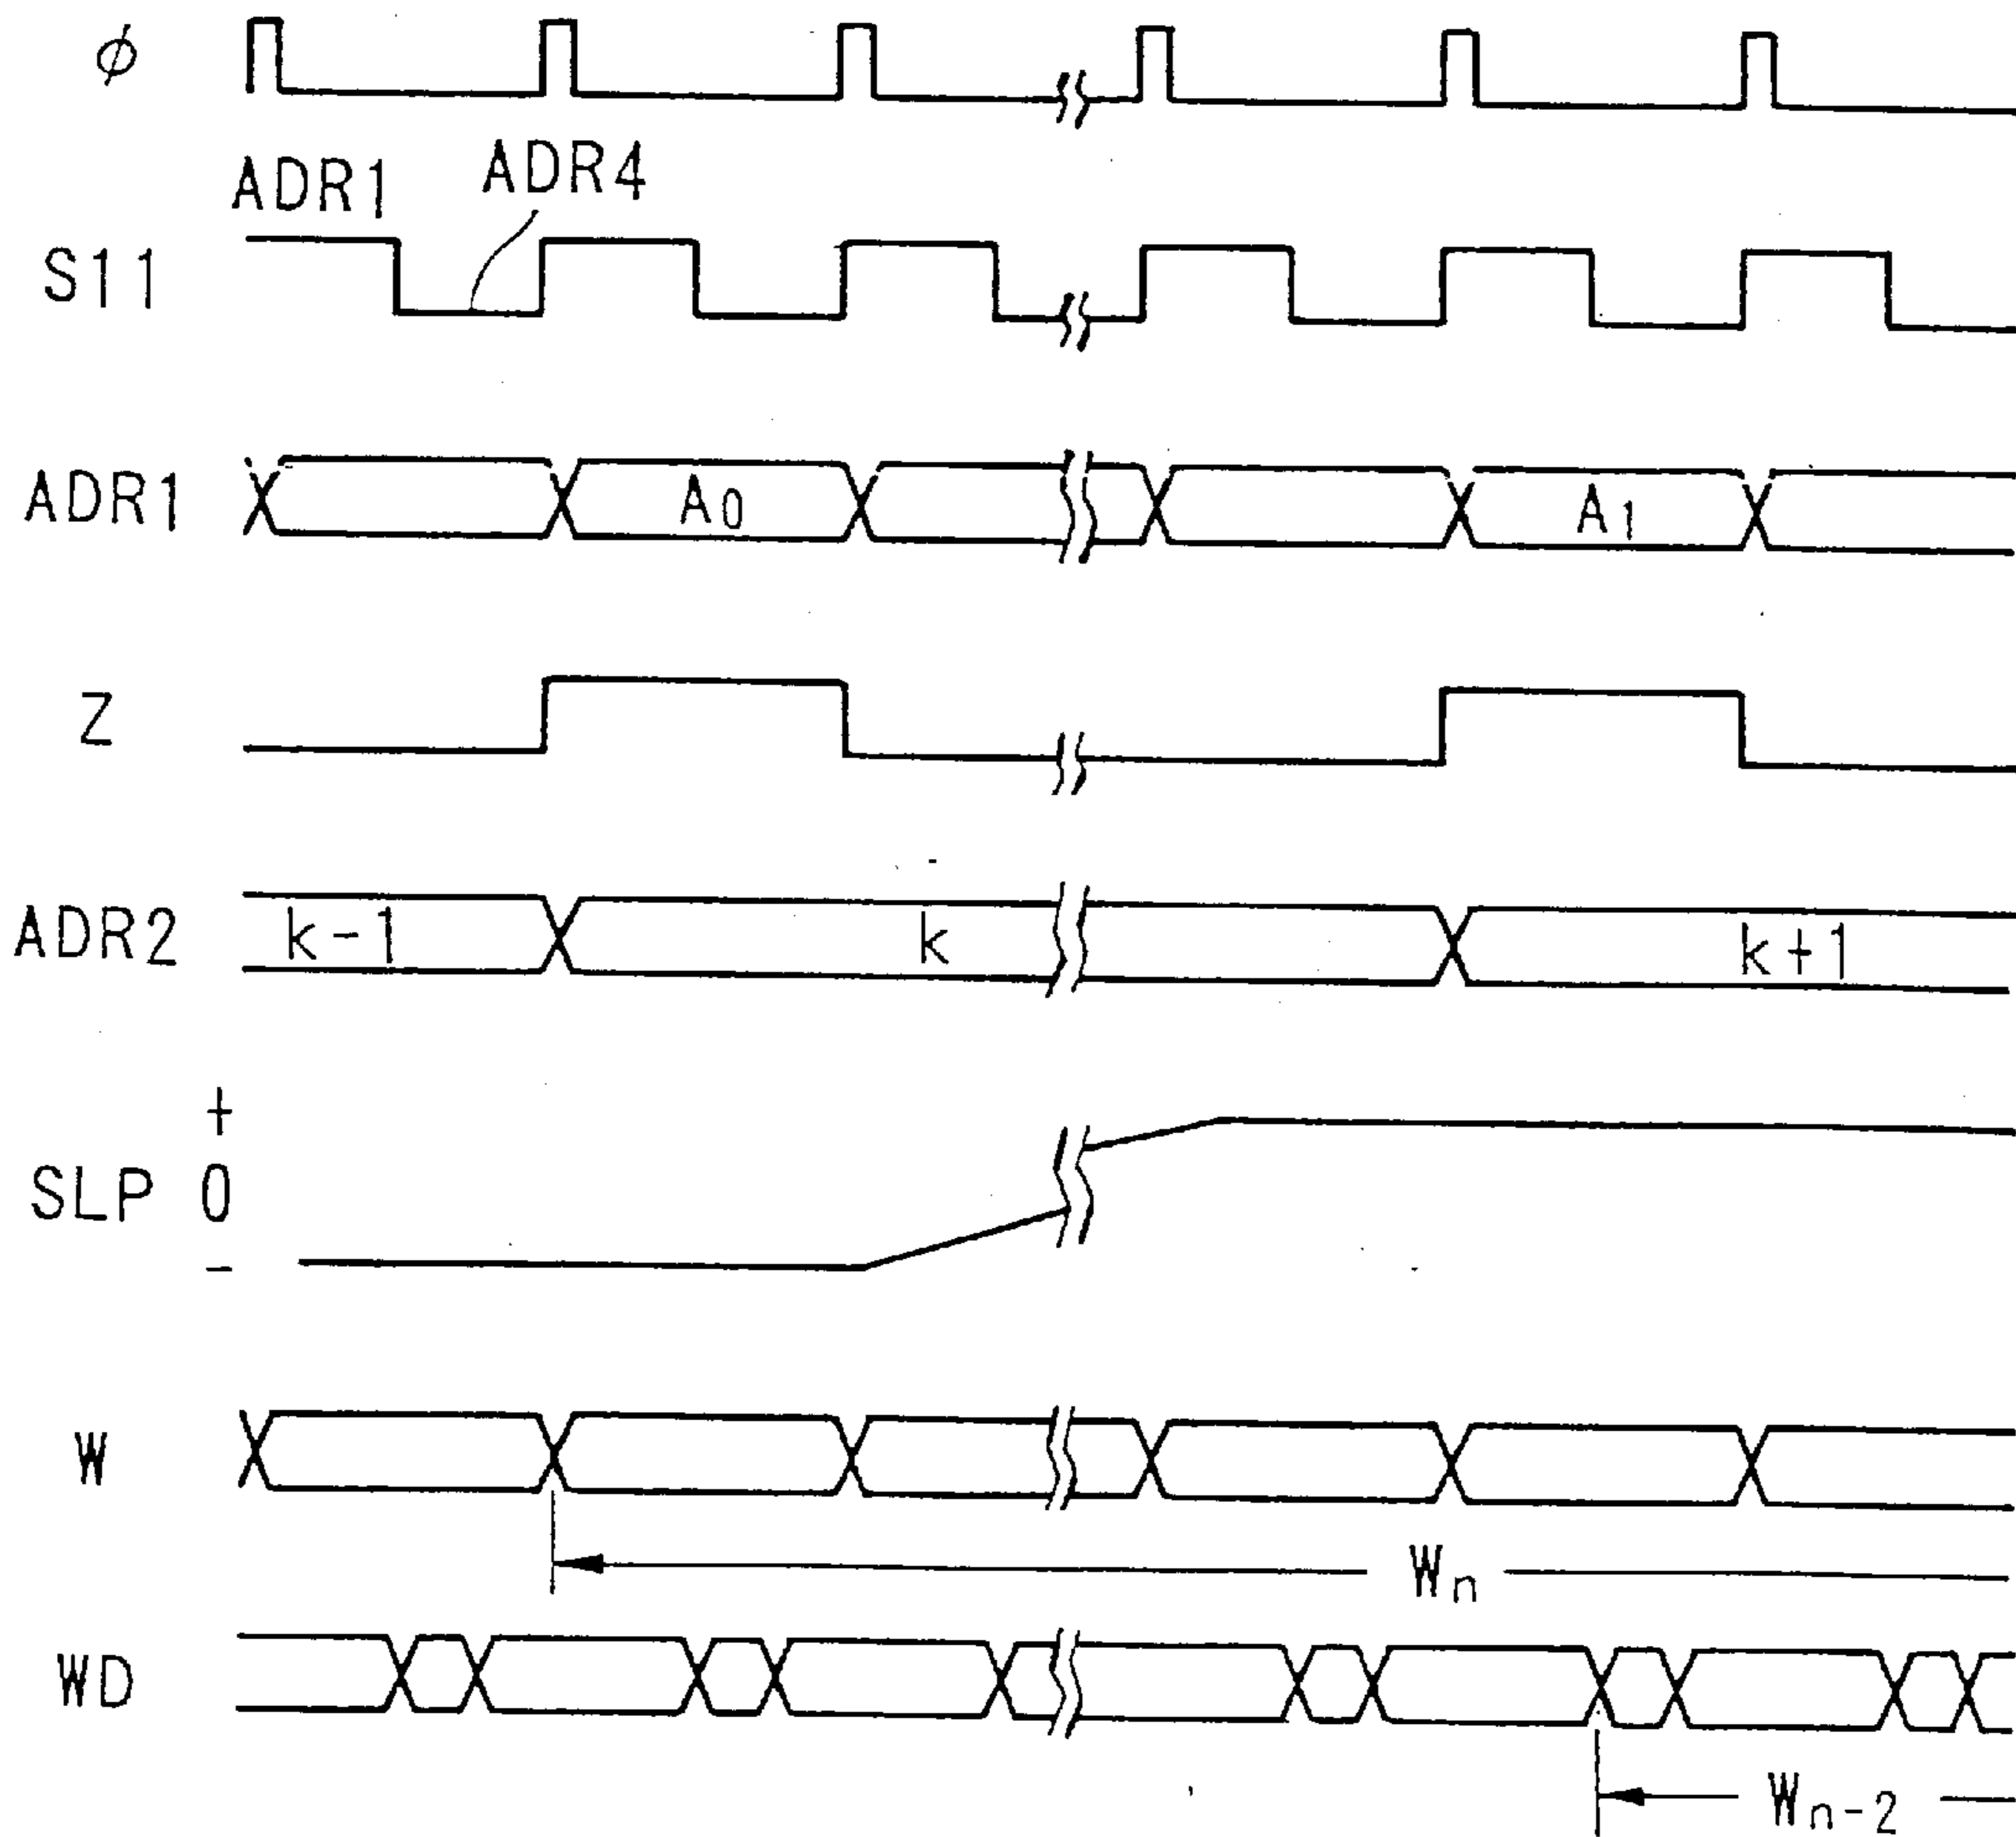 ϕ
ADR1 ADR4
S11
ADR1 A0 A1
Z
ADR2 k-1 k k+1
+
SLP 0
-
W
Wn
WD
Wn-2